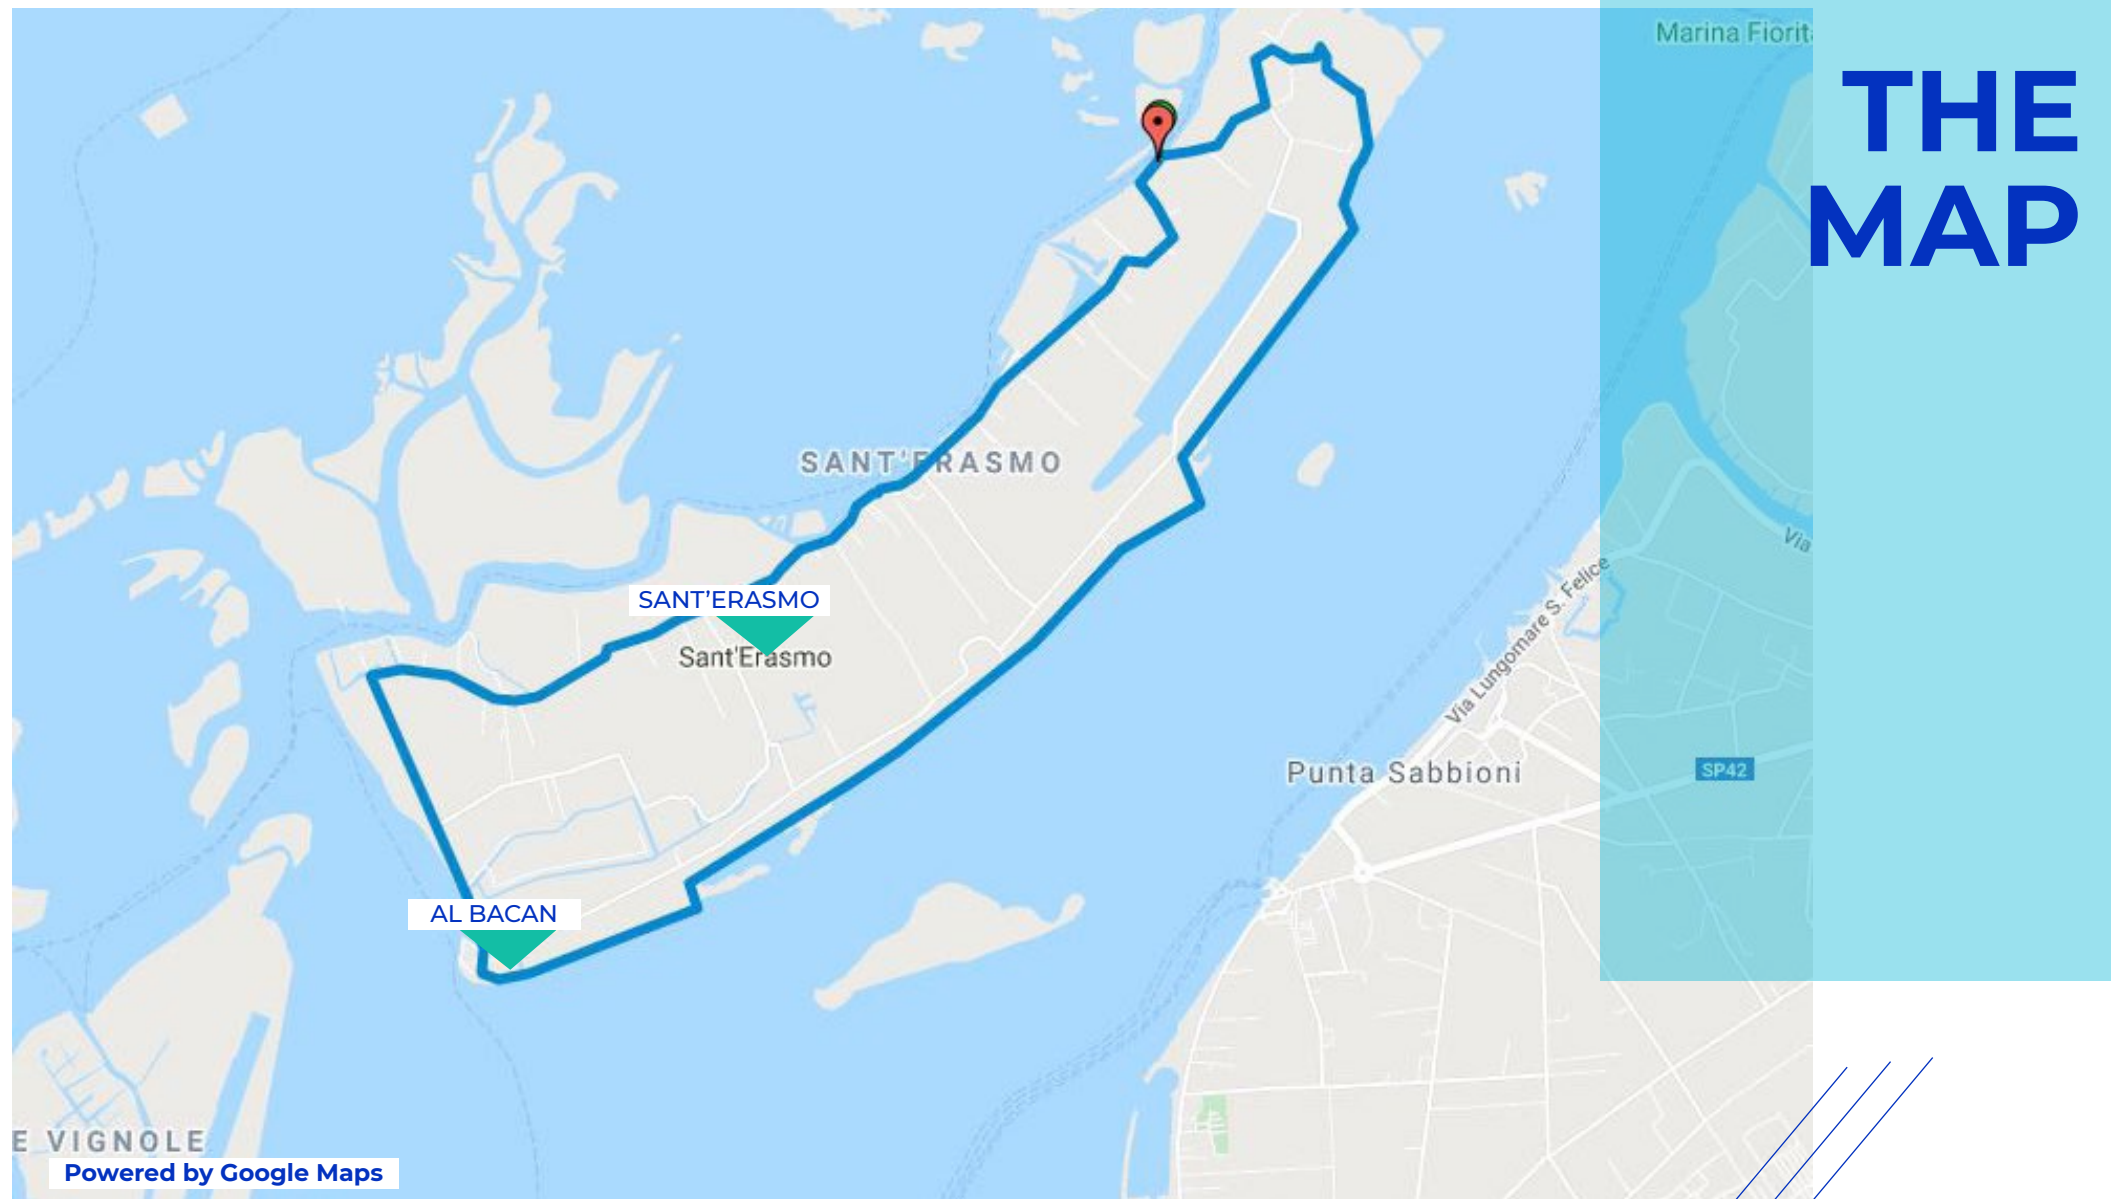 Marina Fiorit
THE
MAP
SANT'ERASMO
Via
Via Lungomare S. Felice
SANT’ERASMO
Sant'Erasmo
Punta Sabbioni
SP42
AL BACAN
E VIGNOLE
Powered by Google Maps